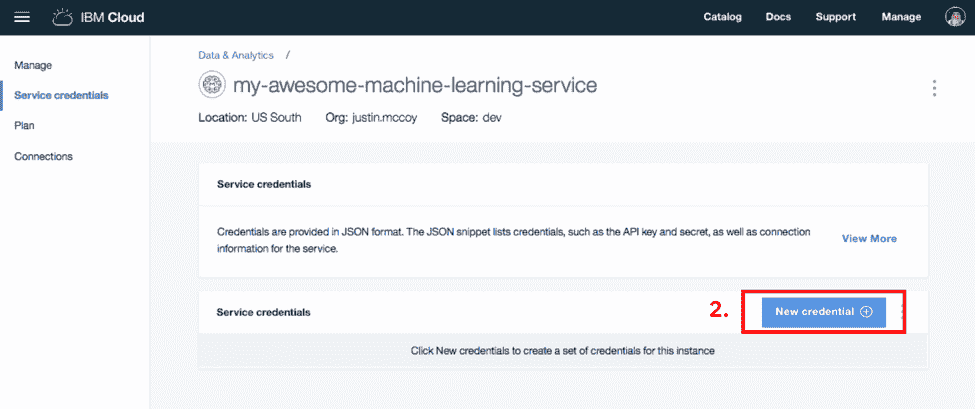 IBM Cloud
Catalog Docs Support Manage
Manage
Service credentials
Plan
Connections
Data & Analytics /
my-awesome-machine-learning-service
Location: US South Org: justin.mccoy Space: dev
Service credentials
Credentials are provided in JSON format. The JSON snippet lists credentials, such as the API key and secret, as well as connection
information for the service.
View More
Service credentials
2.
New credential
Click New credentials to create a set of credentials for this instance